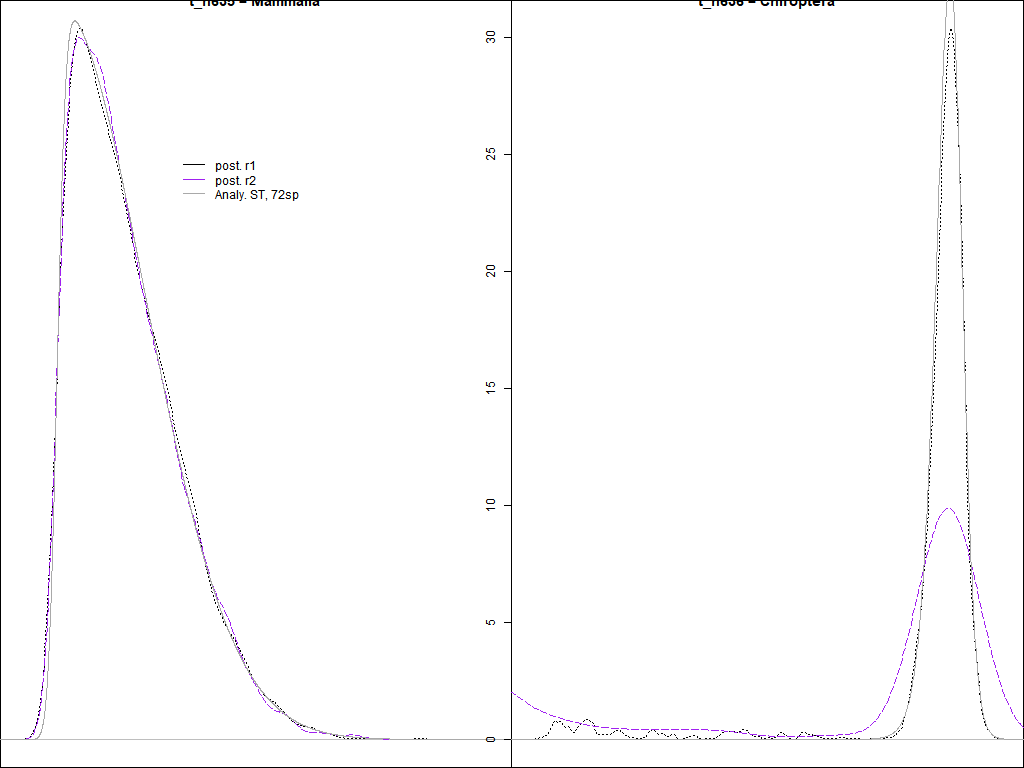 t_n635 – Mammalia
post. r1
post. r2
Analy. ST, 72sp
t_n636 – Chiroptera
30
25
20
15
10
5
0